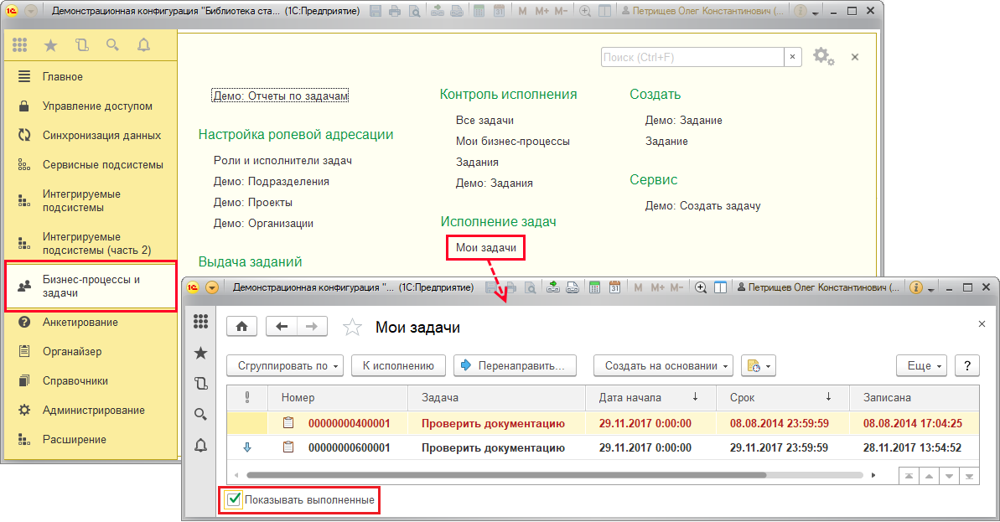 Демонстрационная конфигурация "Библиотека ста... (1С:Предприятие)
M M+ M-
Петрищев Олег Константинович (...
Поиск (Ctrl+F)
Главное
Управление доступом
Синхронизация данных
Сервисные подсистемы
Интегрируемые
подсистемы
Интегрируемые
подсистемы (часть 2)
Бизнес-процессы и
задачи
Анкетирование
Органайзер
Справочники
Администрирование
Расширение
Демо: Отчеты по задачам
Настройка ролевой адресации
Роли и исполнители задач
Демо: Подразделения
Демо: Проекты
Демо: Организации
Выдача заданий
Контроль исполнения
Все задачи
Мои бизнес-процессы
Задания
Демо: Задания
Исполнение задач
Мои задачи
Создать
Демо: Задание
Задание
Сервис
Демо: Создать задачу
Демонстрационная конфигурация "... (1С:Предприятие)
31
M M+ M-
Петрищев Олег Константинович (...
Мои задачи
Сгруппировать по К исполнению Перенаправить... Создать на основании Еще ?
Номер Задача Дата начала Срок Записана
00000000400001 Проверить документацию 29.11.2017 0:00:00 08.08.2014 23:59:59 08.08.2014 17:04:25
00000000600001 Проверить документацию 29.11.2017 0:00:00 29.11.2017 23:59:59 28.11.2017 13:54:52
Показывать выполненные